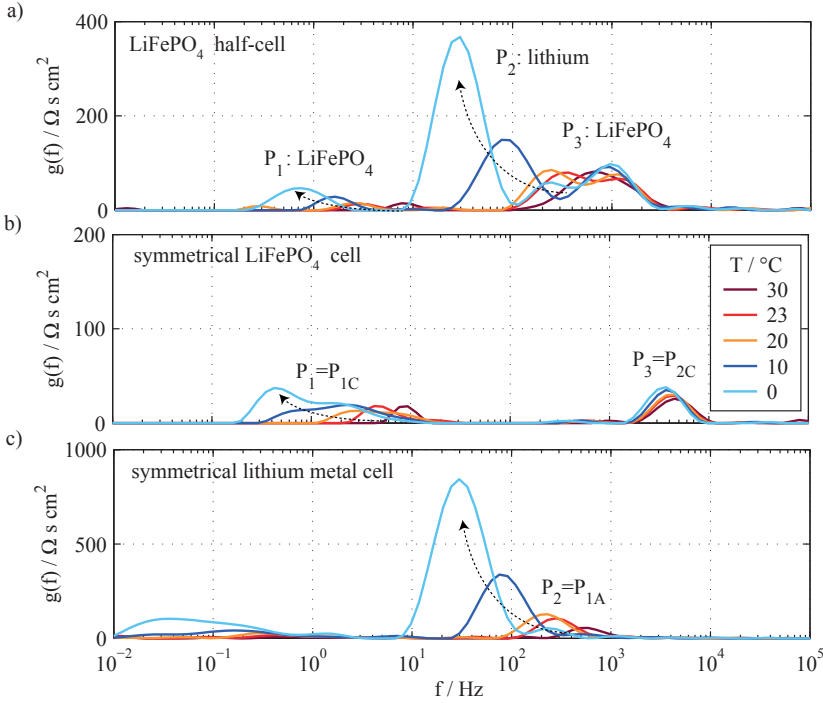 a)
LiFePO₄ half-cell
P₂: lithium
P₁: LiFePO₄
P₃: LiFePO₄
g(f) / Ω s cm²
400
200
0
b)
symmetrical LiFePO₄ cell
P₁=P₁C
P₃=P₂C
g(f) / Ω s cm²
200
100
0
T / °C
30
23
20
10
0
c)
symmetrical lithium metal cell
P₂=P₁A
g(f) / Ω s cm²
1000
500
0
10⁻² 10⁻¹ 10⁰ 10¹ 10² 10³ 10⁴ 10⁵
f / Hz